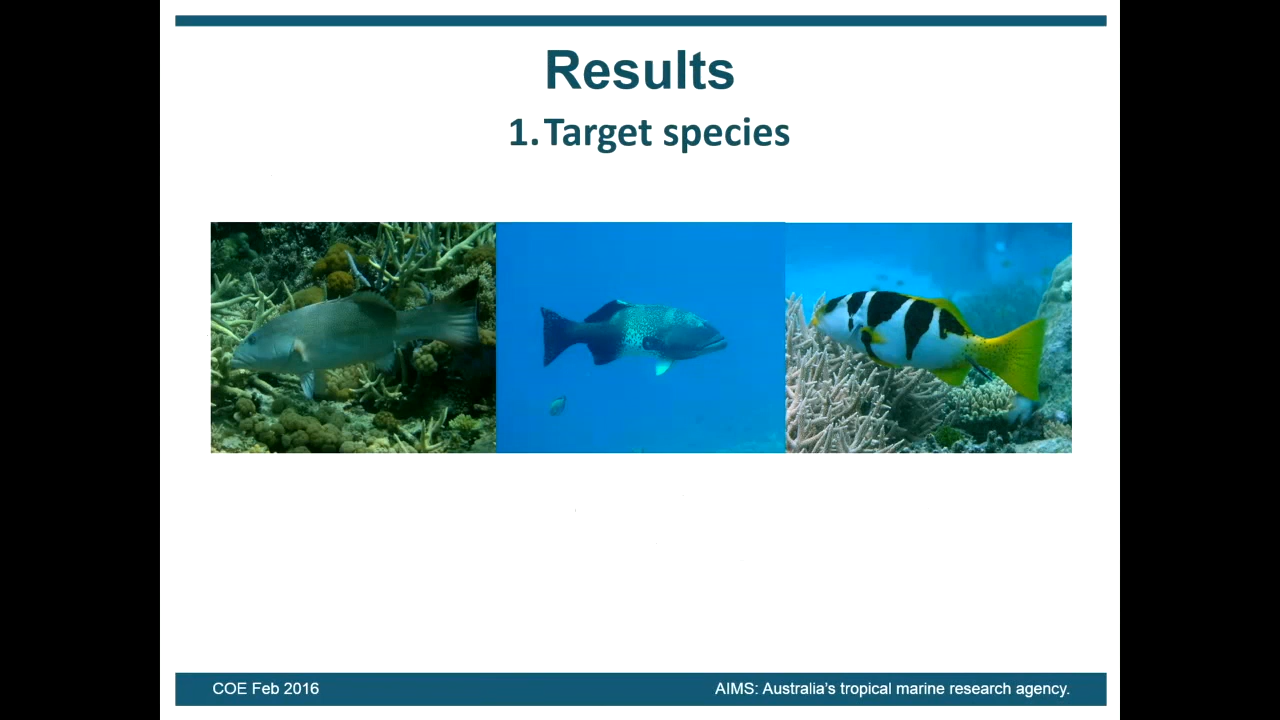 Results
1. Target species
COE Feb 2016
AIMS: Australia's tropical marine research agency.